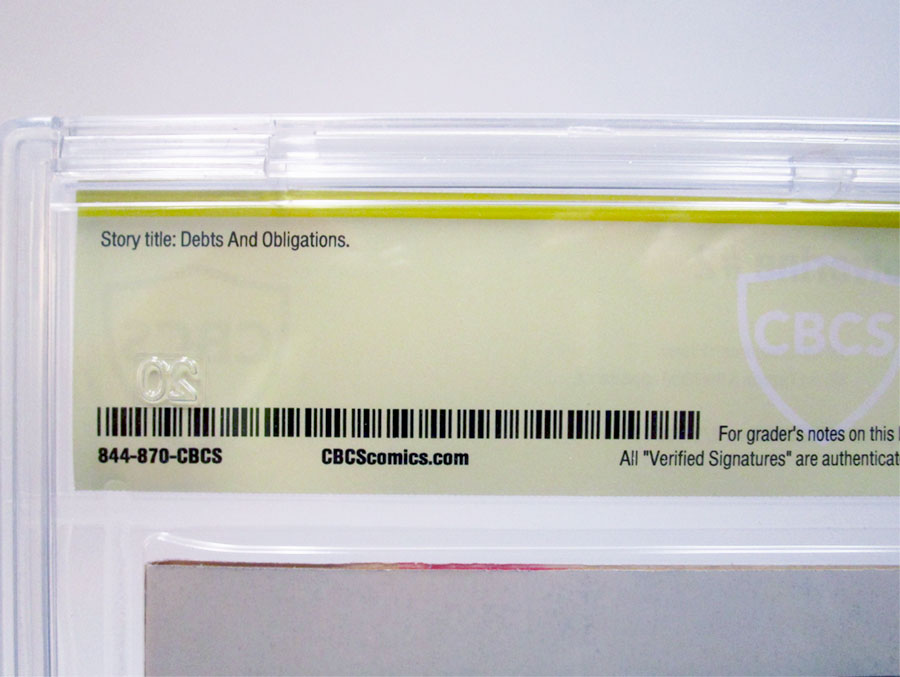 Story title: Debts And Obligations.
CBCS
CBCS
20
For grader's notes on this
844-870-CBCS CBCScomics.com All "Verified Signatures" are authenticat